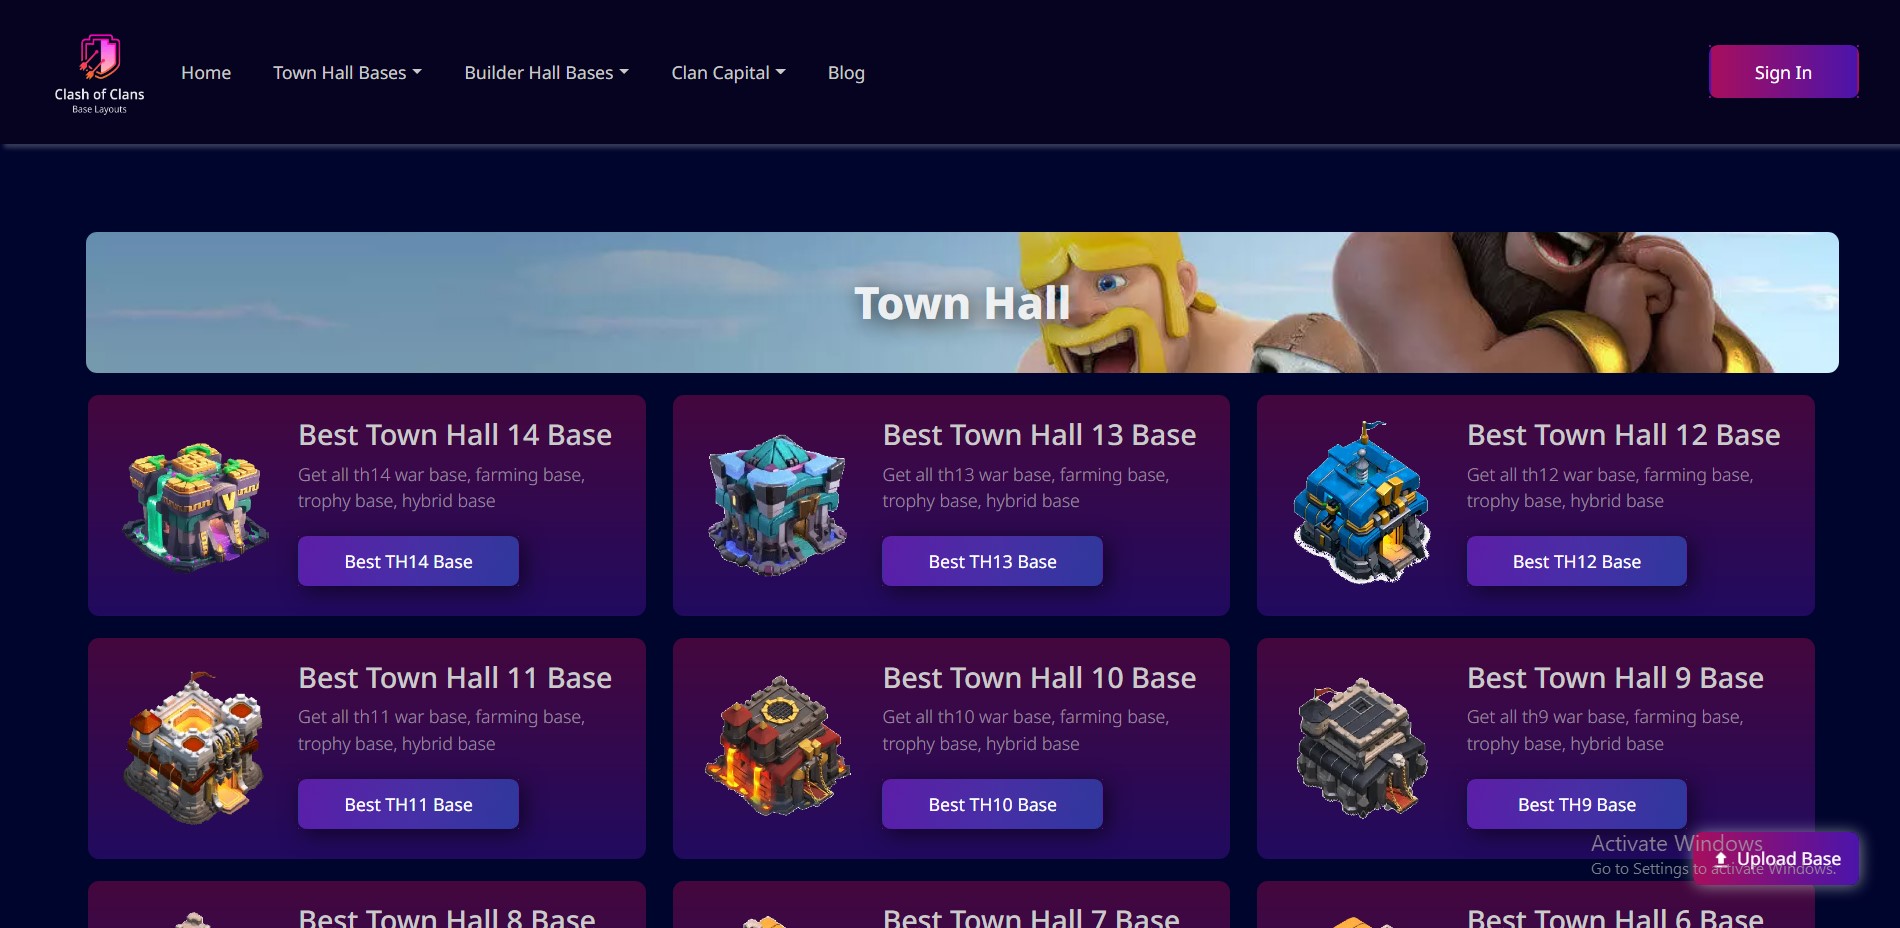 Clash of Clans
Base Layouts
Home
Town Hall Bases
Builder Hall Bases
Clan Capital
Blog
Sign In
Town Hall
Best Town Hall 14 Base
Get all th14 war base, farming base,
trophy base, hybrid base
Best TH14 Base
Best Town Hall 13 Base
Get all th13 war base, farming base,
trophy base, hybrid base
Best TH13 Base
Best Town Hall 12 Base
Get all th12 war base, farming base,
trophy base, hybrid base
Best TH12 Base
Best Town Hall 11 Base
Get all th11 war base, farming base,
trophy base, hybrid base
Best TH11 Base
Best Town Hall 10 Base
Get all th10 war base, farming base,
trophy base, hybrid base
Best TH10 Base
Best Town Hall 9 Base
Get all th9 war base, farming base,
trophy base, hybrid base
Best TH9 Base
Activate Windows
Go to Settings to activate Windows.
Upload Base
Best Town Hall 8 Base
Best Town Hall 7 Base
Best Town Hall 6 Base